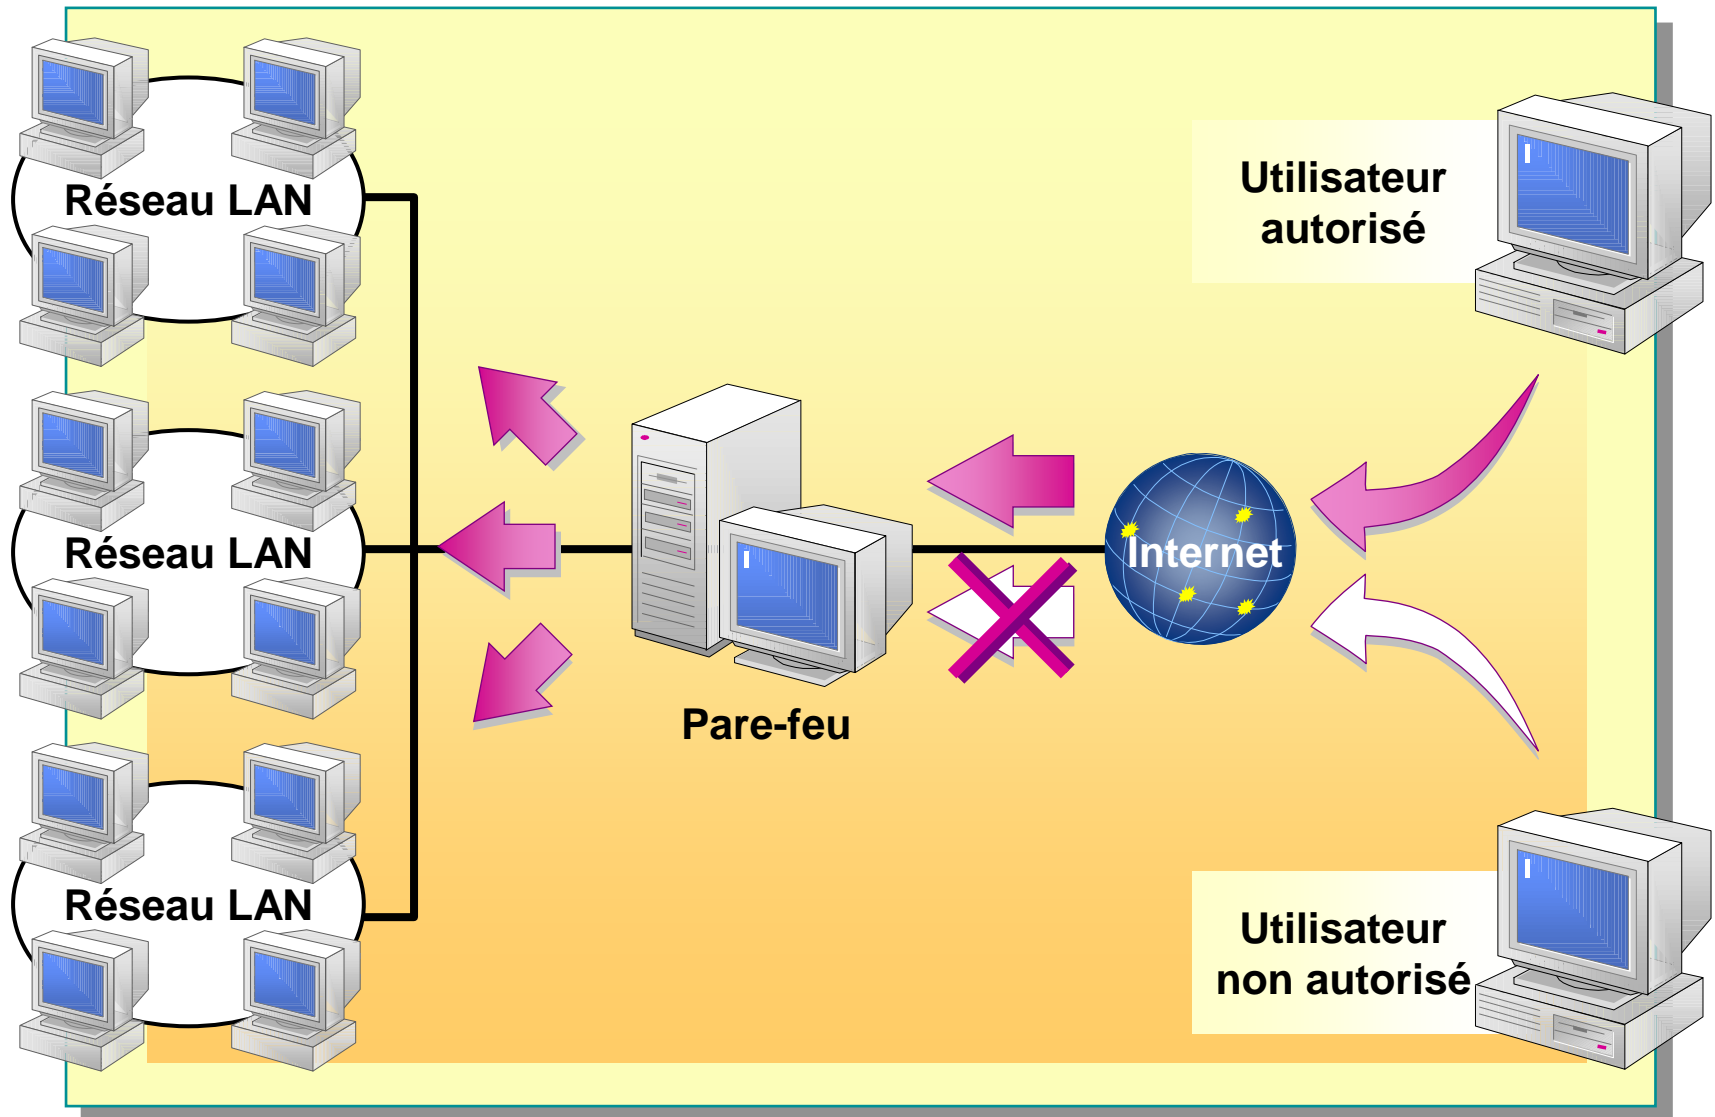 Réseau LAN
Réseau LAN
Réseau LAN
Pare-feu
Internet
Utilisateur
autorisé
Utilisateur
non autorisé